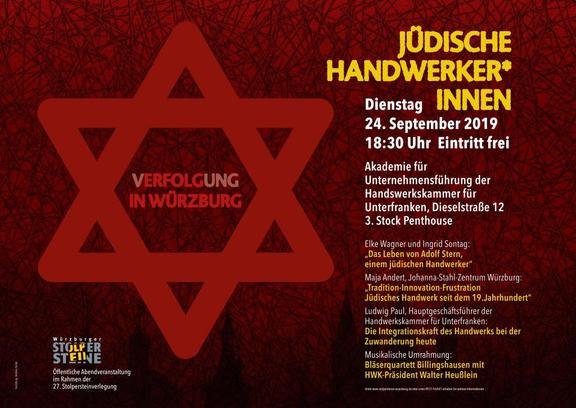 JÜDISCHE
HANDWERKER*
INNEN
Dienstag
24. September 2019
18:30 Uhr Eintritt frei
Akademie für
Unternehmensführung der
Handswerkskammer für
Unterfranken, Dieselstraße 12
3. Stock Penthouse
VERFOLGUNG
IN WÜRZBURG
Elke Wagner und Ingrid Sontag:
„Das Leben von Adolf Stern,
einem jüdischen Handwerker“
Maja Andert, Johanna-Stahl-Zentrum Würzburg:
„Tradition-Innovation-Frustration
Jüdisches Handwerk seit dem 19.Jahrhundert“
Ludwig Paul, Hauptgeschäftsführer der
Handwerkskammer für Unterfranken:
Die Integrationskraft des Handwerks bei der
Zuwanderung heute
Musikalische Umrahmung:
Bläserquartett Billingshausen mit
HWK-Präsident Walter Heußlein
Würzburger
STOLPER
STEINE
Öffentliche Abendveranstaltung
im Rahmen der
27. Stolpersteinverlegung